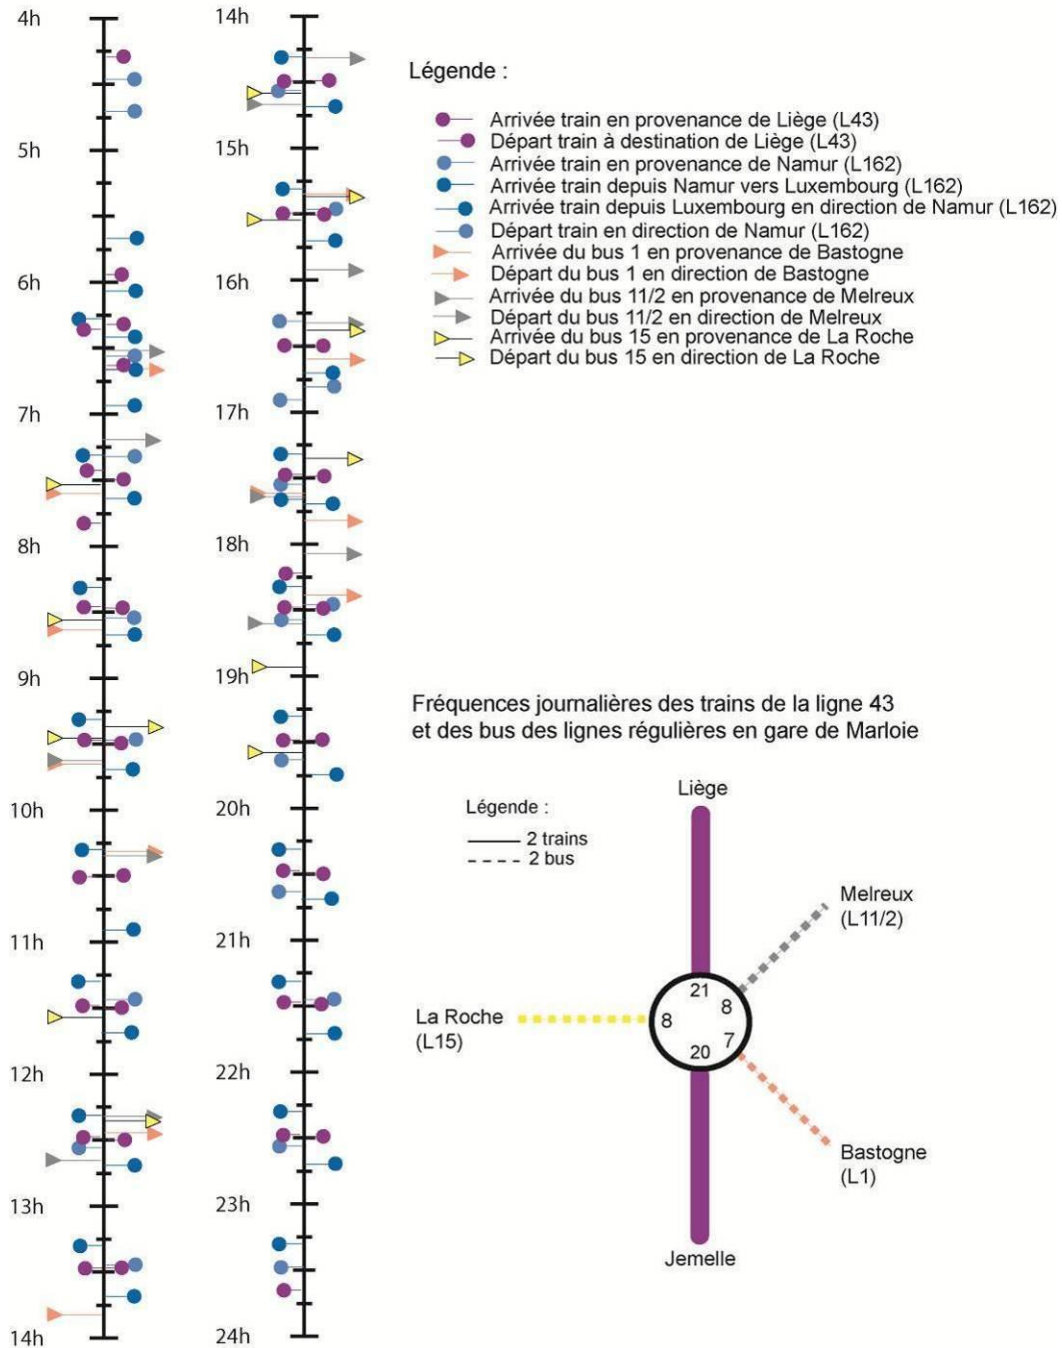 4h
5h
6h
7h
8h
9h
10h
11h
12h
13h
14h
14h
15h
16h
17h
18h
19h
20h
21h
22h
23h
24h
Légende :
Arrivée train en provenance de Liège (L43)
Départ train à destination de Liège (L43)
Arrivée train en provenance de Namur (L162)
Arrivée train depuis Namur vers Luxembourg (L162)
Arrivée train depuis Luxembourg en direction de Namur (L162)
Départ train en direction de Namur (L162)
Arrivée du bus 1 en provenance de Bastogne
Départ du bus 1 en direction de Bastogne
Arrivée du bus 11/2 en provenance de Melreux
Départ du bus 11/2 en direction de Melreux
Arrivée du bus 15 en provenance de La Roche
Départ du bus 15 en direction de La Roche
Fréquences journalières des trains de la ligne 43
et des bus des lignes régulières en gare de Marloie
Légende :
2 trains
2 bus
Liège
Melreux
(L11/2)
La Roche
(L15)
21
8
8
7
20
Bastogne
(L1)
Jemelle